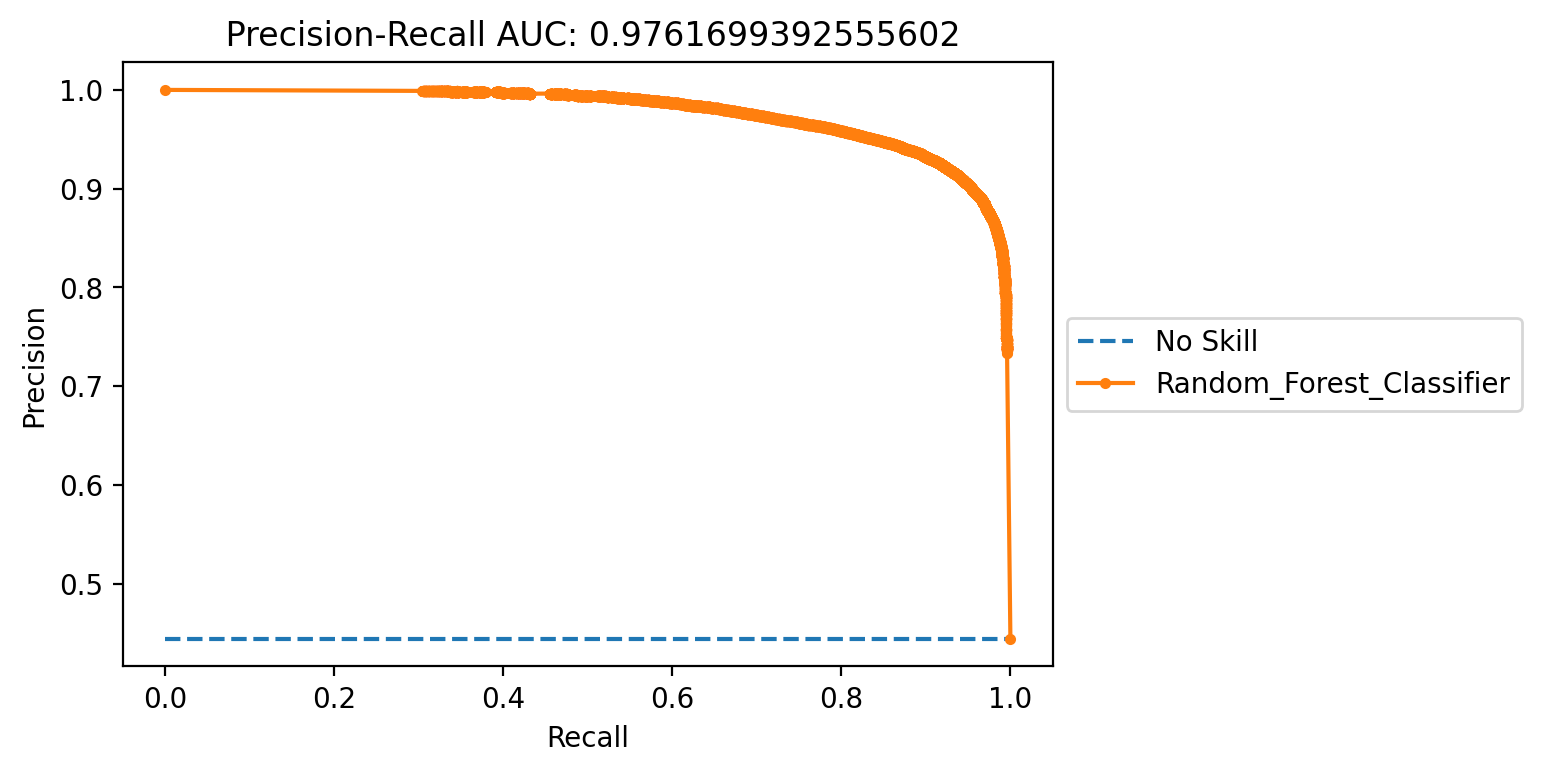 Precision-Recall AUC: 0.9761699392555602
1.0
0.9
0.8
0.7
0.6
0.5
Precision
0.0 0.2 0.4 0.6 0.8 1.0
Recall
No Skill
Random_Forest_Classifier